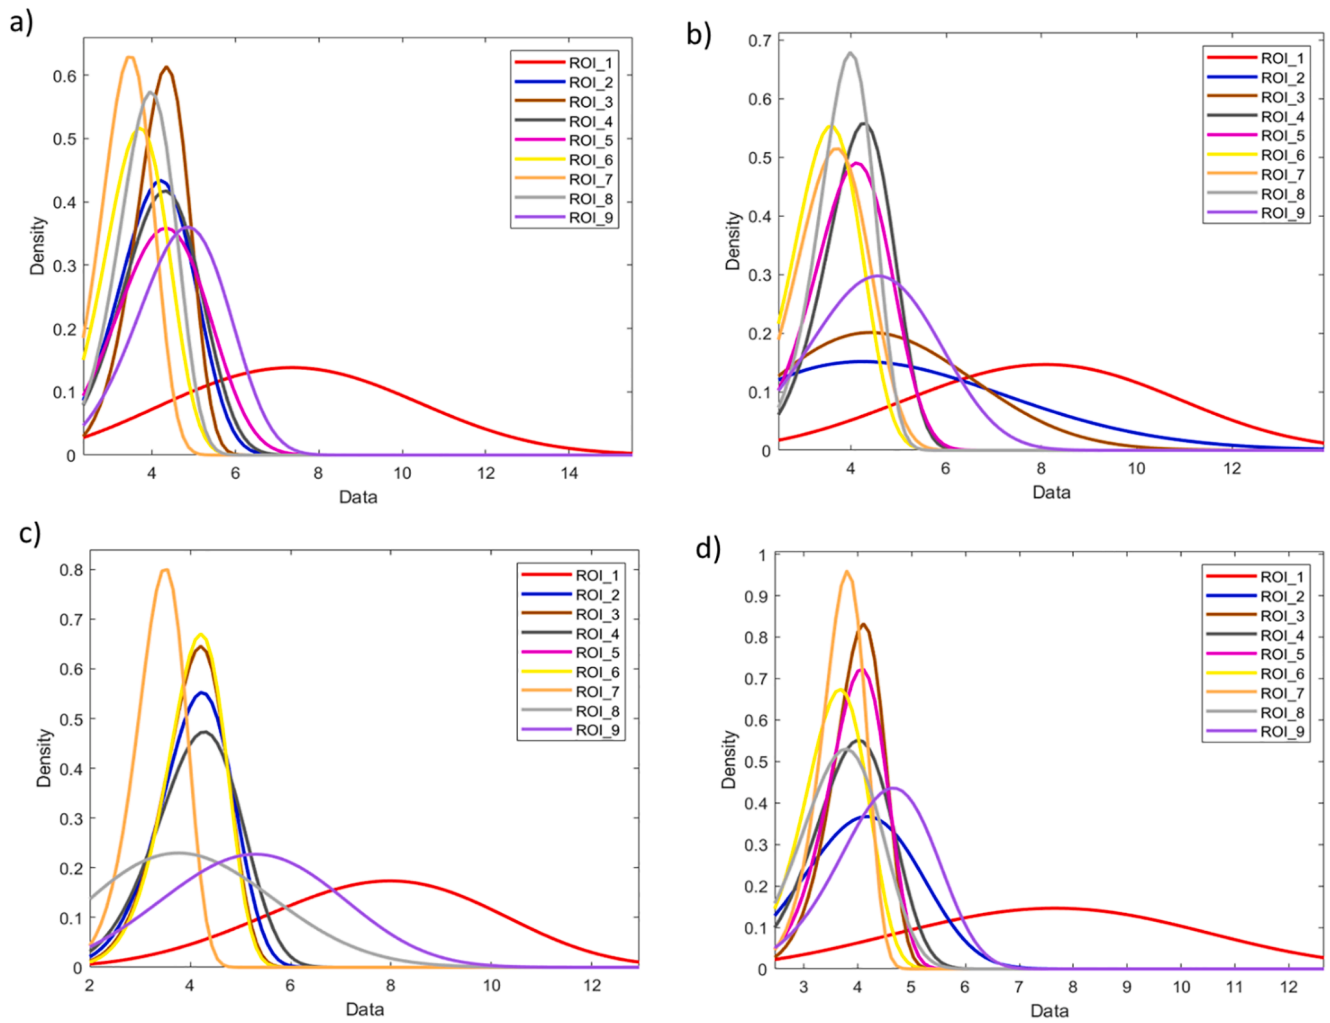 a)
0.6
0.5
0.4
0.3
0.2
0.1
0
Density
4 6 8 10 12 14
Data
ROI_1
ROI_2
ROI_3
ROI_4
ROI_5
ROI_6
ROI_7
ROI_8
ROI_9
b)
0.7
0.6
0.5
0.4
0.3
0.2
0.1
0
Density
4 6 8 10 12
Data
ROI_1
ROI_2
ROI_3
ROI_4
ROI_5
ROI_6
ROI_7
ROI_8
ROI_9
c)
0.8
0.7
0.6
0.5
0.4
0.3
0.2
0.1
0
Density
2 4 6 8 10 12
Data
ROI_1
ROI_2
ROI_3
ROI_4
ROI_5
ROI_6
ROI_7
ROI_8
ROI_9
d)
1
0.9
0.8
0.7
0.6
0.5
0.4
0.3
0.2
0.1
0
Density
3 4 5 6 7 8 9 10 11 12
Data
ROI_1
ROI_2
ROI_3
ROI_4
ROI_5
ROI_6
ROI_7
ROI_8
ROI_9